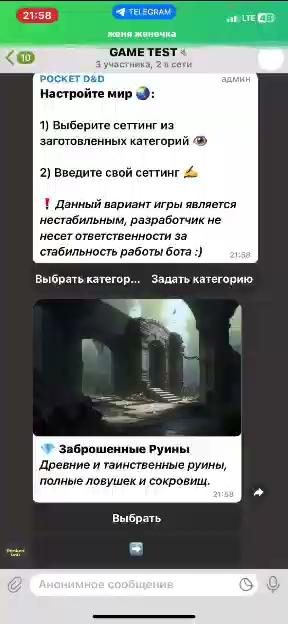 21:58
TELEGRAM
LTE 43
женя женечка
10
GAME TEST
3 участника, 2 в сети
POCKET D&D
админ
Настройте мир 🌏:
1) Выберите сеттинг из
заготовленных категорий 👁️
2) Введите свой сеттинг ✍️
❗ Данный вариант игры является
нестабильным, разработчик не
несет ответственности за
стабильность работы бота :)
21:58
Выбрать категор... Задать категорию
💎 Заброшенные Руины
Древние и таинственные руины,
полные ловушек и сокровищ.
21:58
Выбрать
➡️
Анонимное сообщение